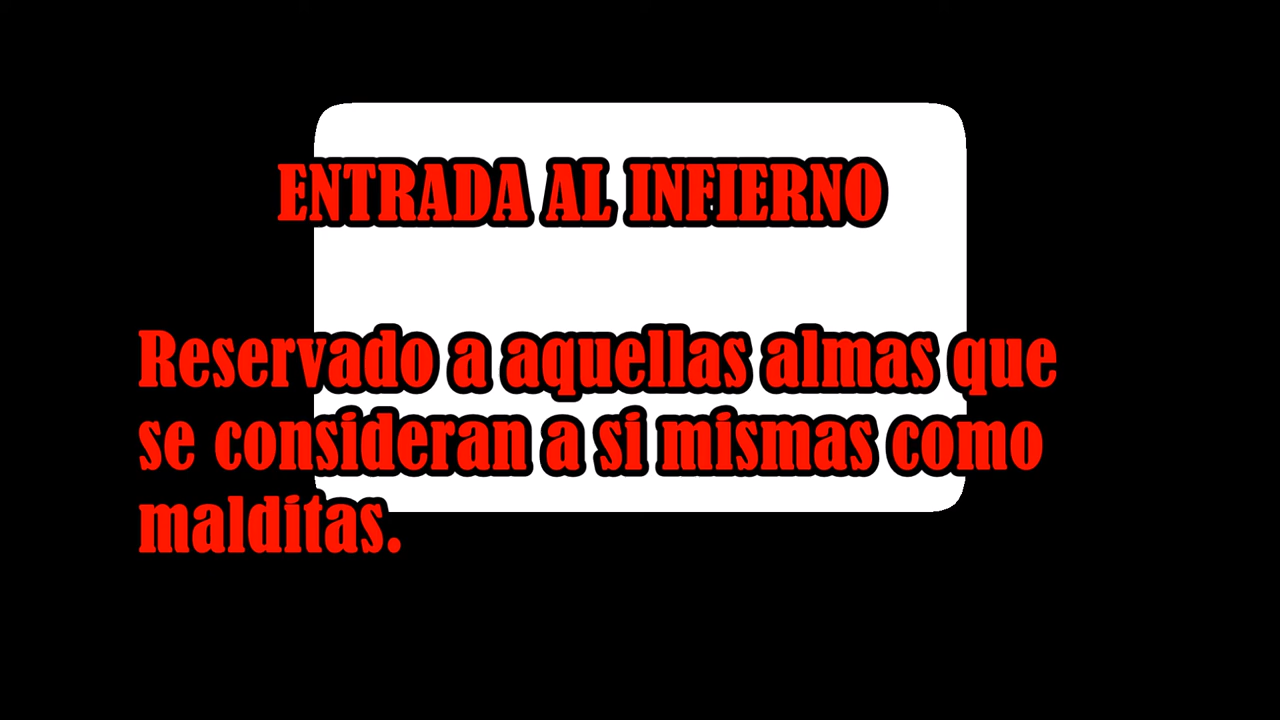 ENTRADA AL INFIERNO
Reservado a aquellas almas que
se consideran a si mismas como
malditas.